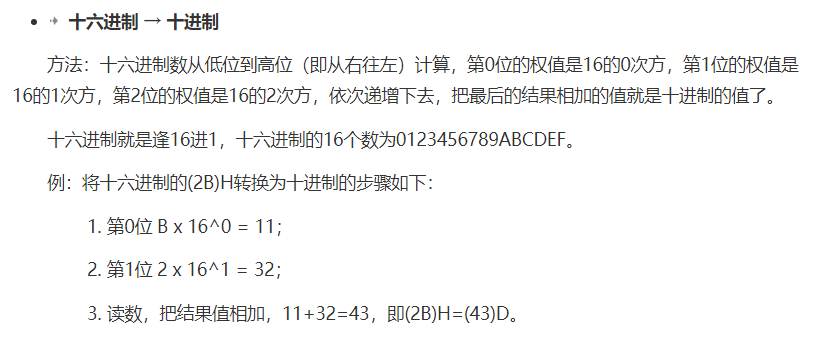 十六进制 → 十进制
方法：十六进制数从低位到高位（即从右往左）计算，第0位的权值是16的0次方，第1位的权值是
16的1次方，第2位的权值是16的2次方，依次递增下去，把最后的结果相加的值就是十进制的值了。
十六进制就是逢16进1，十六进制的16个数为0123456789ABCDEF。
例：将十六进制的(2B)H转换为十进制的步骤如下：
1. 第0位 B x 16^0 = 11；
2. 第1位 2 x 16^1 = 32；
3. 读数，把结果值相加，11+32=43，即(2B)H=(43)D。